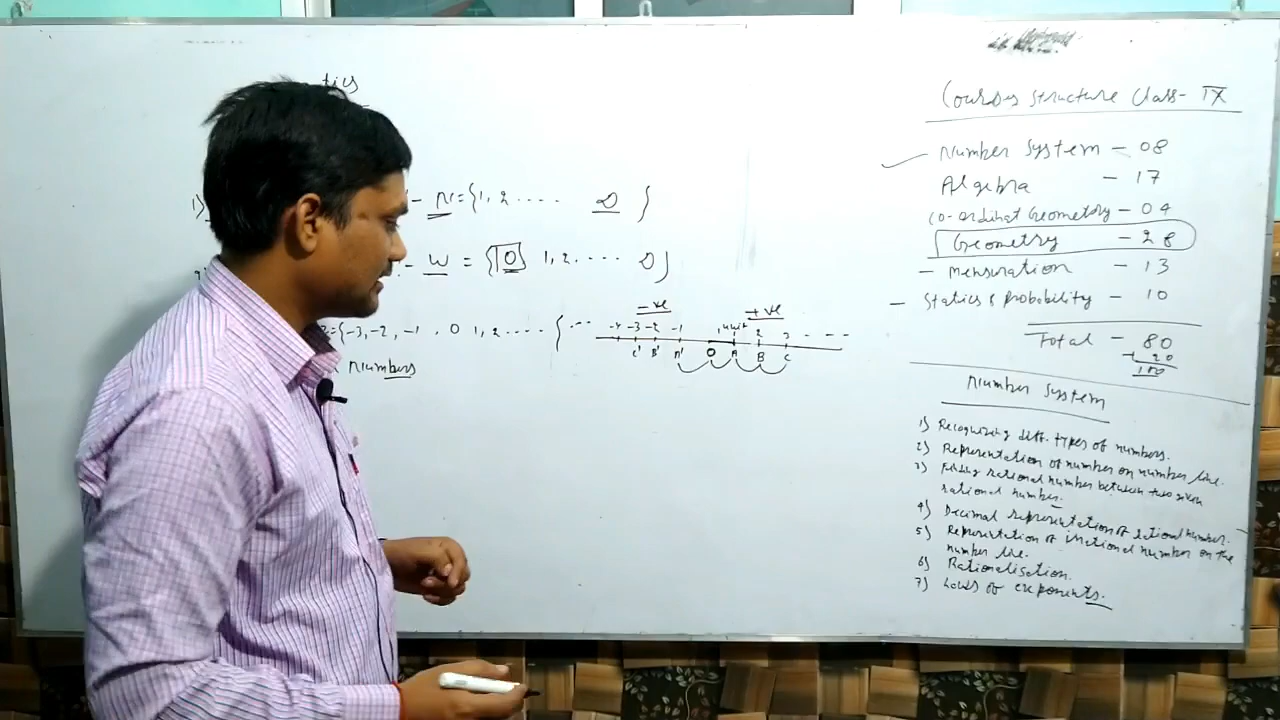 tics
1) - N = {1, 2 ..... ∞ }
- W = {0, 1, 2, ..... ∞}
= {-3, -2, -1, 0 1, 2 ..... {
Numbers
-ve +ve
-4 -3 -2 -1 1 unit 2 3
C' B' A' O A B C
Courses structure Class- IX
Number System - 08
Algebra - 17
Co-ordinat Geometry - 04
Geometry - 28
- Mensuration - 13
- Statics & Probability - 10
Total - 80
+ 20
100
Number System
1) Recognizing diff. types of numbers.
2) Representation of number on number line.
3) Finding rational number between two given
rational number.
4) Decimal representation of rational number.
5) Representation of irrational number on the
number line.
6) Rationalisation.
7) Laws of exponents.